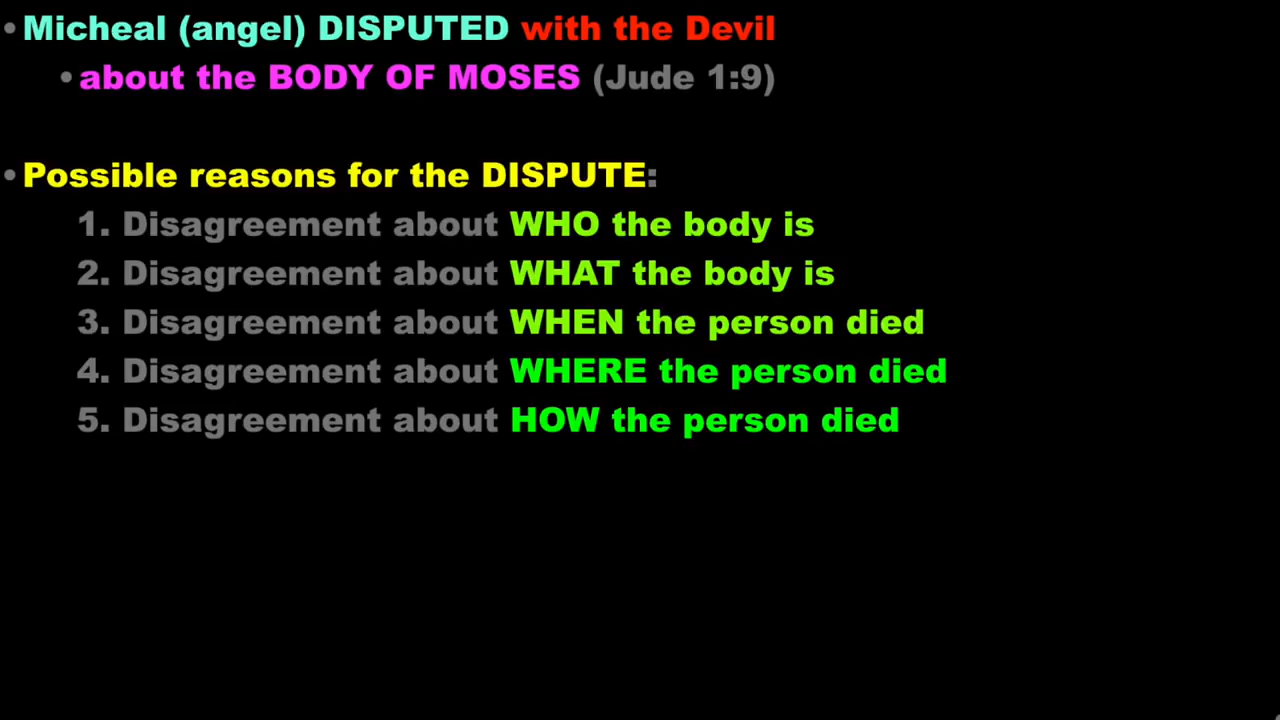 •Micheal (angel) DISPUTED with the Devil
•about the BODY OF MOSES (Jude 1:9)
•Possible reasons for the DISPUTE:
1. Disagreement about WHO the body is
2. Disagreement about WHAT the body is
3. Disagreement about WHEN the person died
4. Disagreement about WHERE the person died
5. Disagreement about HOW the person died